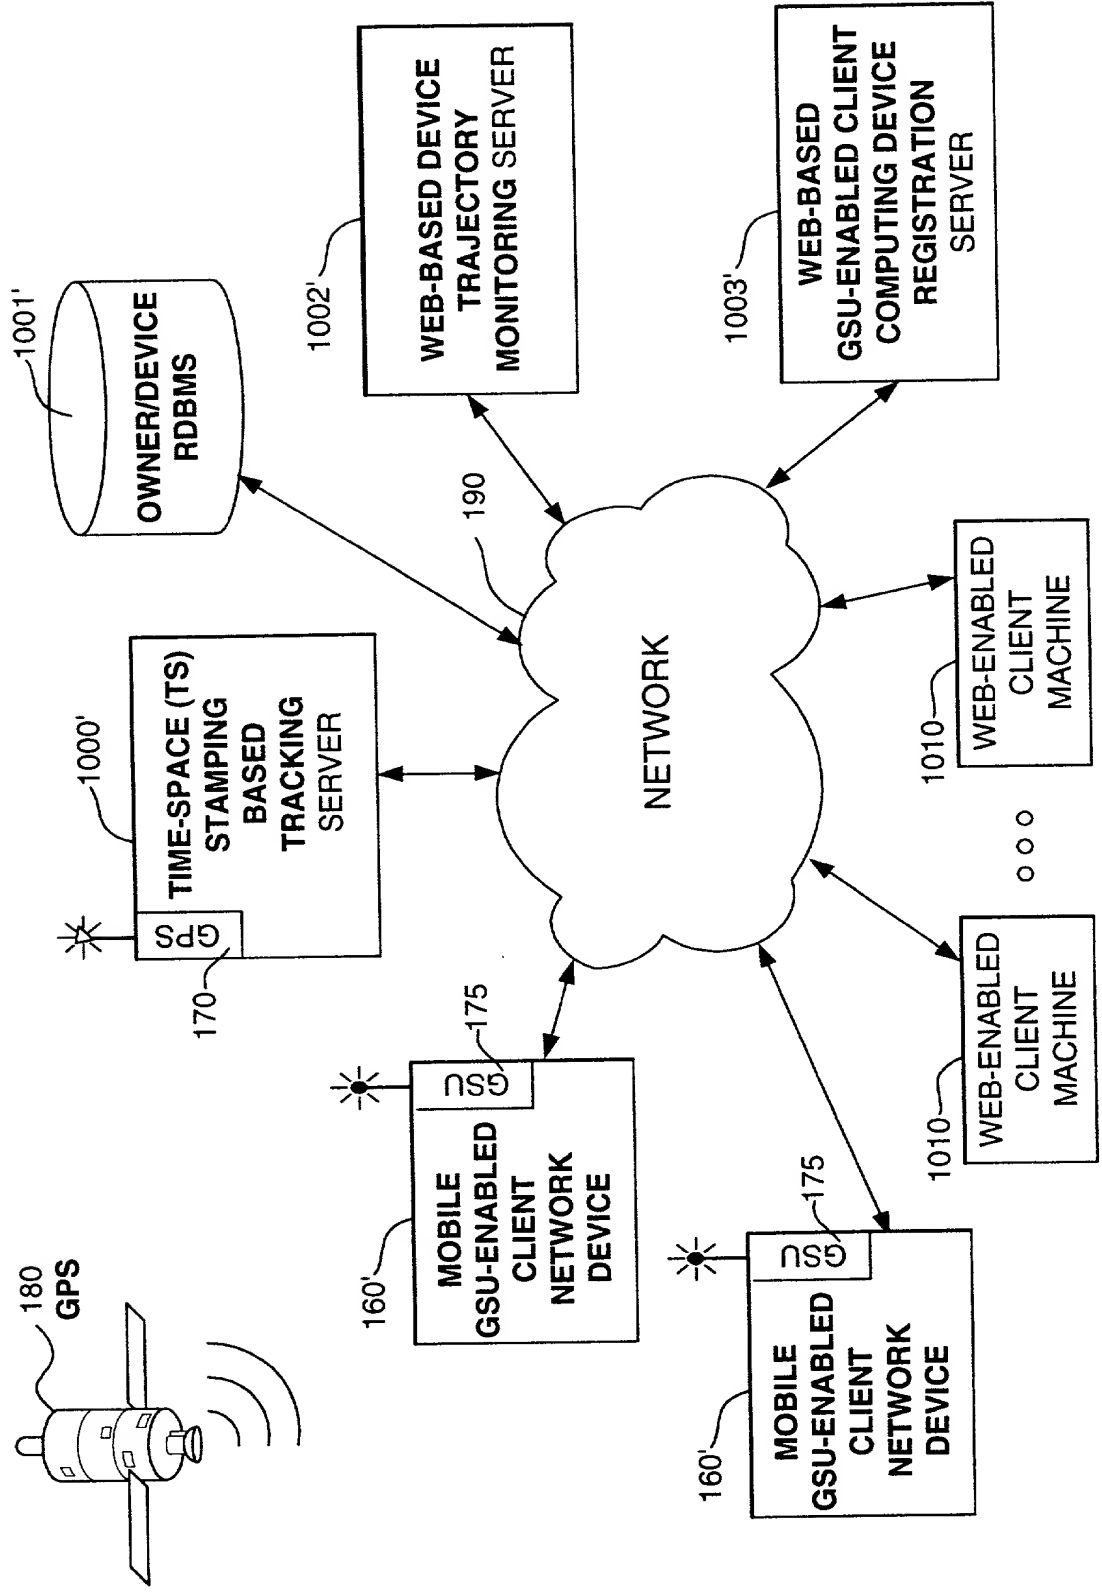 180
GPS
1000'
TIME-SPACE (TS)
STAMPING
BASED
TRACKING
SERVER
GPS
170
1001'
OWNER/DEVICE
RDBMS
1002'
WEB-BASED DEVICE
TRAJECTORY
MONITORING SERVER
160'
MOBILE
GSU-ENABLED
CLIENT
NETWORK
DEVICE
GSU
175
190
NETWORK
1003'
WEB-BASED
GSU-ENABLED CLIENT
COMPUTING DEVICE
REGISTRATION
SERVER
160'
MOBILE
GSU-ENABLED
CLIENT
NETWORK
DEVICE
GSU
175
1010
WEB-ENABLED
CLIENT
MACHINE
1010
WEB-ENABLED
CLIENT
MACHINE